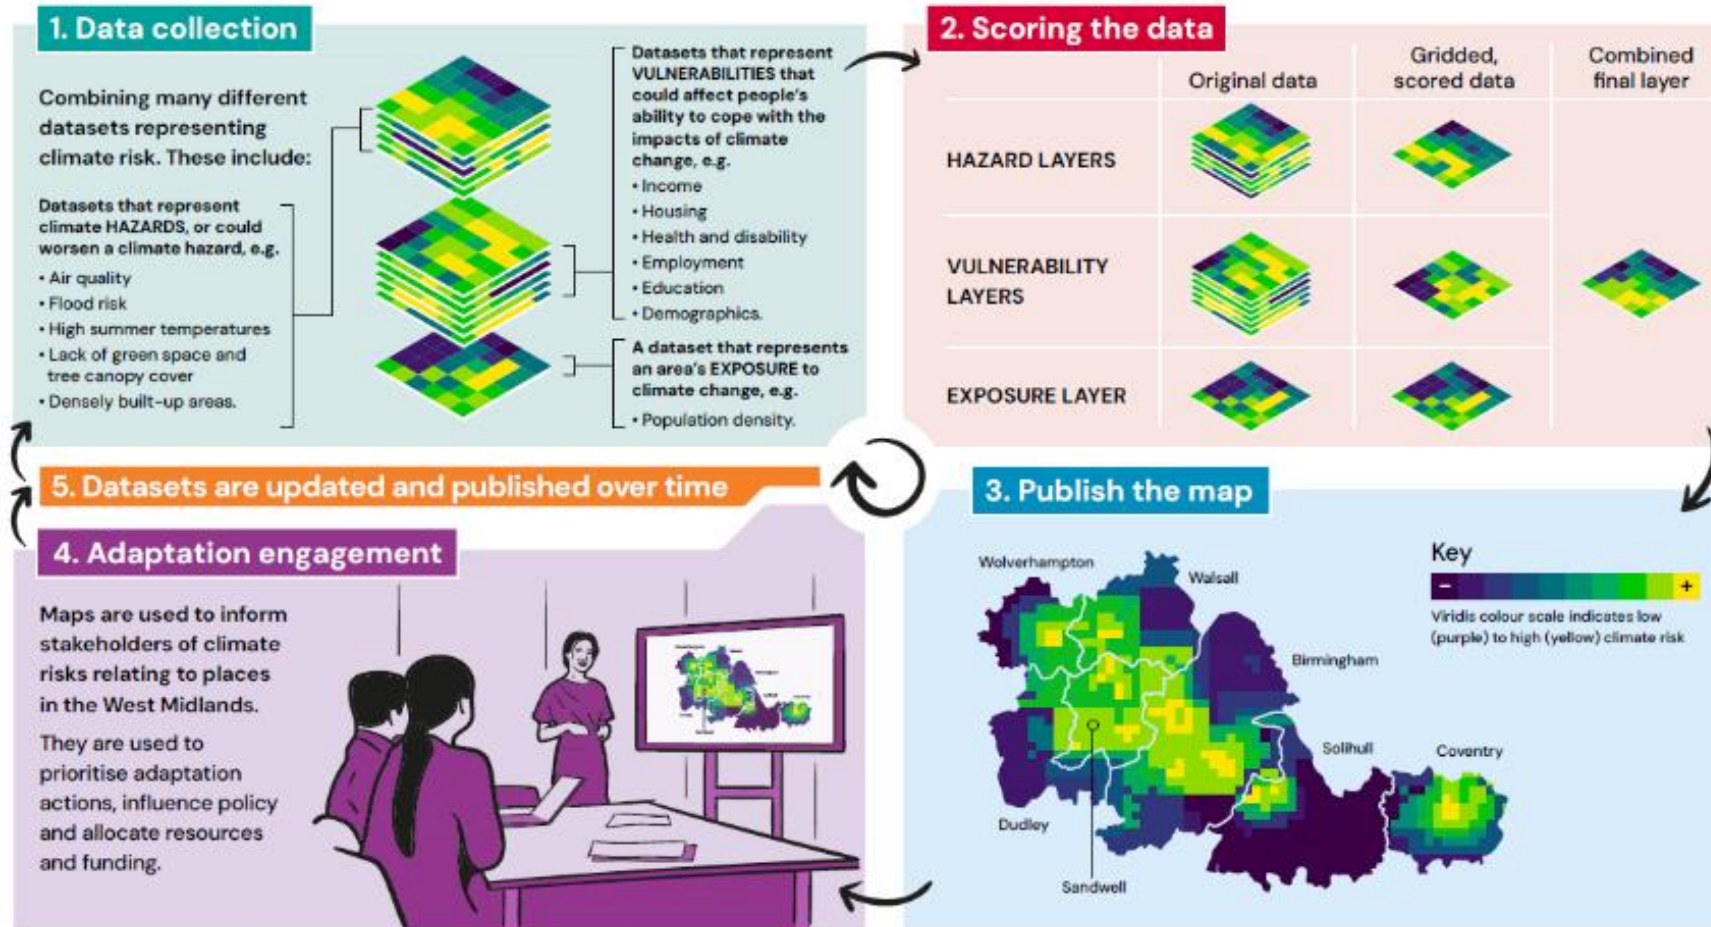 1. Data collection
Combining many different
datasets representing
climate risk. These include:
Datasets that represent
climate HAZARDS, or could
worsen a climate hazard, e.g.
• Air quality
• Flood risk
• High summer temperatures
• Lack of green space and
tree canopy cover
• Densely built-up areas.
Datasets that represent
VULNERABILITIES that
could affect people's
ability to cope with the
impacts of climate
change, e.g.
• Income
• Housing
• Health and disability
• Employment
• Education
• Demographics.
A dataset that represents
an area's EXPOSURE to
climate change, e.g.
• Population density.
2. Scoring the data
Original data
Gridded,
scored data
Combined
final layer
HAZARD LAYERS
VULNERABILITY
LAYERS
EXPOSURE LAYER
3. Publish the map
Wolverhampton
Walsall
Birmingham
Solihull
Coventry
Dudley
Sandwell
Key
– +
Viridis colour scale indicates low
(purple) to high (yellow) climate risk
4. Adaptation engagement
Maps are used to inform
stakeholders of climate
risks relating to places
in the West Midlands.
They are used to
prioritise adaptation
actions, influence policy
and allocate resources
and funding.
5. Datasets are updated and published over time